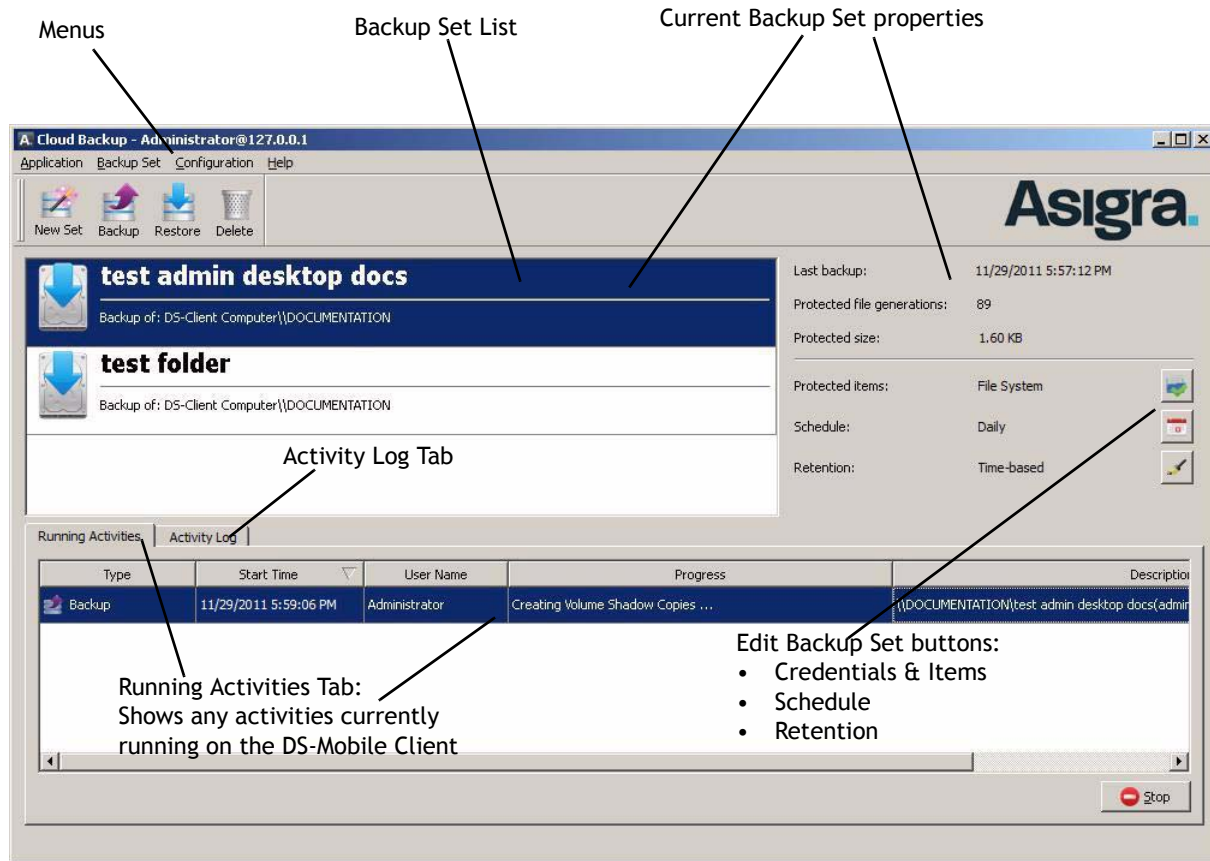 Menus
Backup Set List
Current Backup Set properties
Cloud Backup - Administrator@127.0.0.1
Application Backup Set Configuration Help
New Set Backup Restore Delete
Asigra.
test admin desktop docs
Backup of: DS-Client Computer\\DOCUMENTATION
test folder
Backup of: DS-Client Computer\\DOCUMENTATION
Last backup: 11/29/2011 5:57:12 PM
Protected file generations: 89
Protected size: 1.60 KB
Protected items: File System
Schedule: Daily
Retention: Time-based
Activity Log Tab
Running Activities Activity Log
Type Start Time User Name Progress Description
Backup 11/29/2011 5:59:06 PM Administrator Creating Volume Shadow Copies ... \\DOCUMENTATION\test admin desktop docs(admin
Running Activities Tab:
Shows any activities currently
running on the DS-Mobile Client
Edit Backup Set buttons:
• Credentials & Items
• Schedule
• Retention
Stop